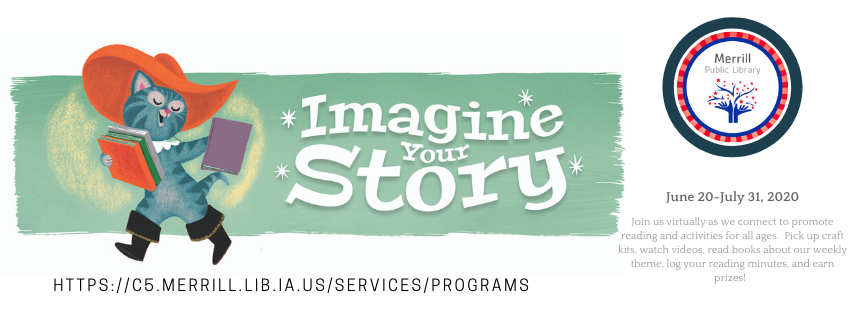 Imagine
Your
Story
HTTPS://C5.MERRILL.LIB.IA.US/SERVICES/PROGRAMS
Merrill
Public Library
June 20-July 31, 2020
Join us virtually as we connect to promote
reading and activities for all ages.  Pick up craft
kits, watch videos, read books about our weekly
theme, log your reading minutes, and earn
prizes!